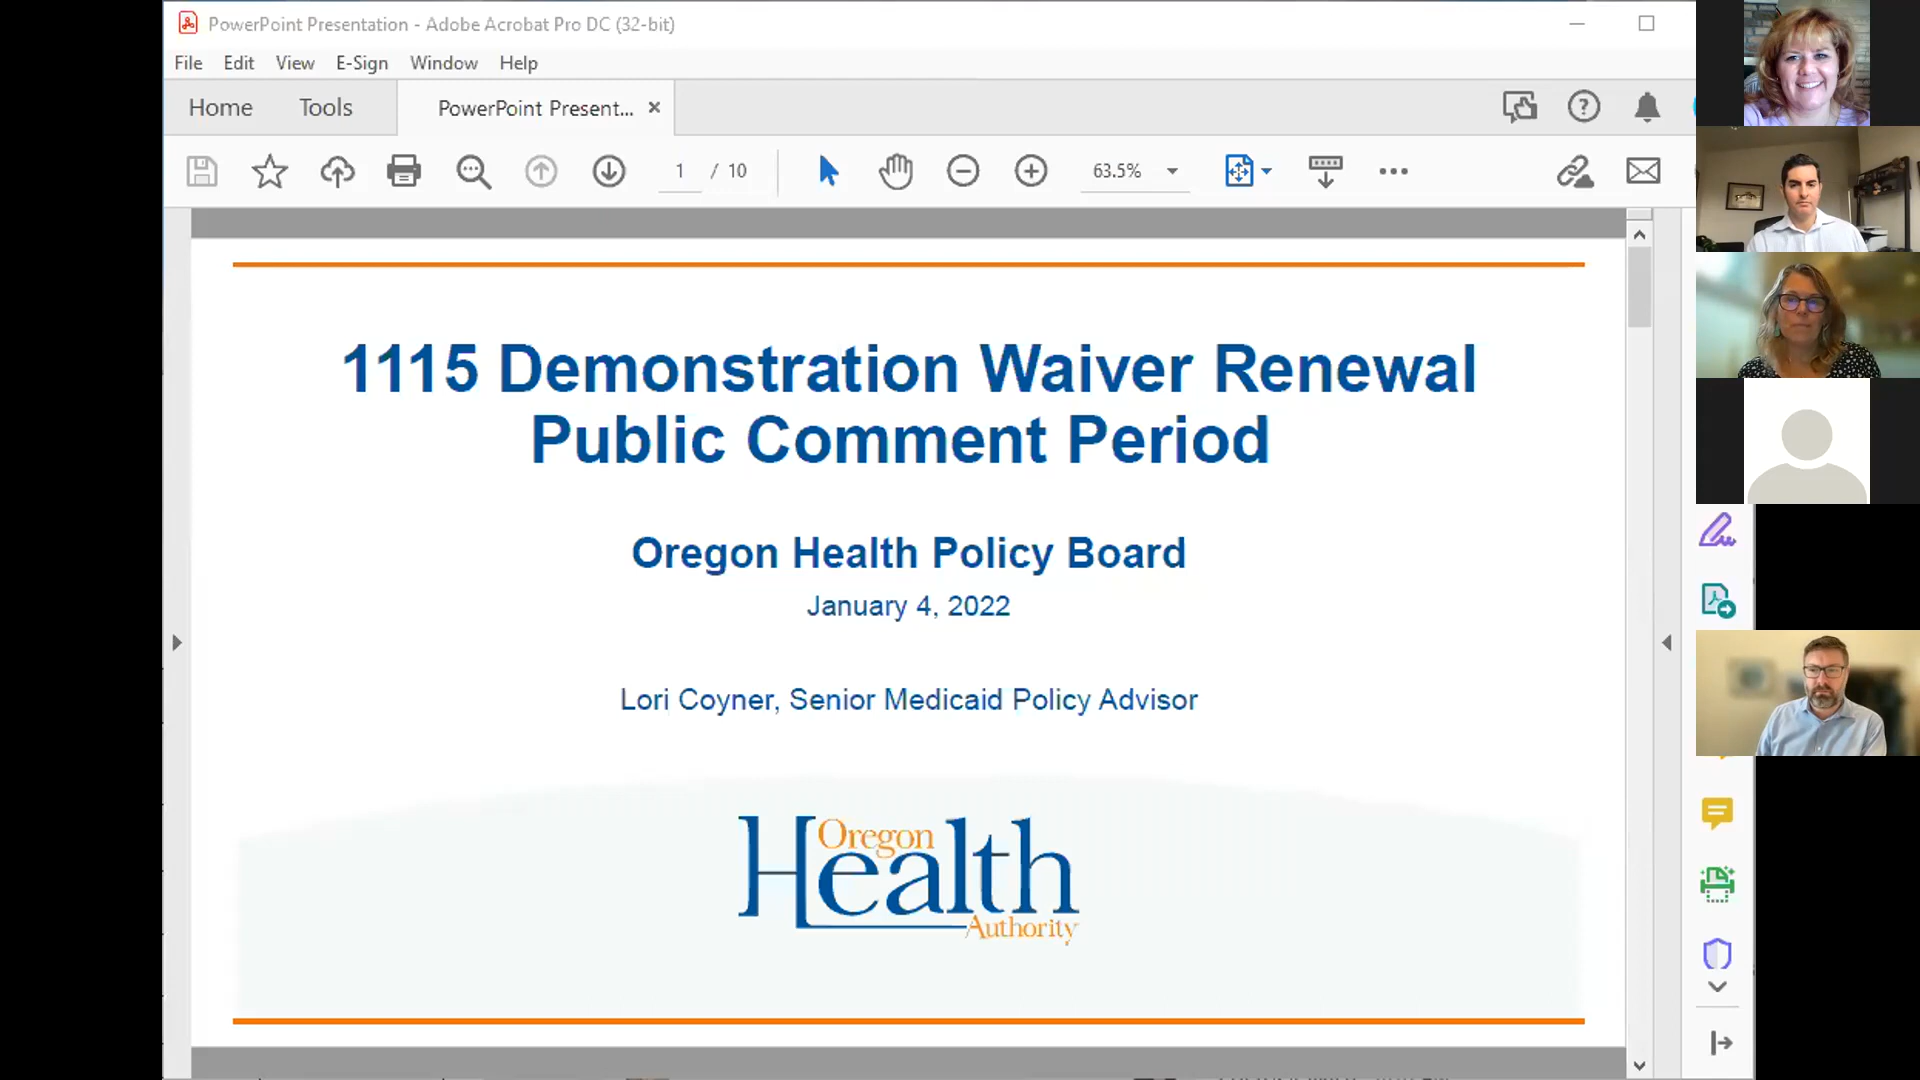 PowerPoint Presentation - Adobe Acrobat Pro DC (32-bit)
File Edit View E-Sign Window Help
Home Tools PowerPoint Present...
1 / 10 63.5%
1115 Demonstration Waiver Renewal
Public Comment Period
Oregon Health Policy Board
January 4, 2022
Lori Coyner, Senior Medicaid Policy Advisor
Oregon
Health
Authority